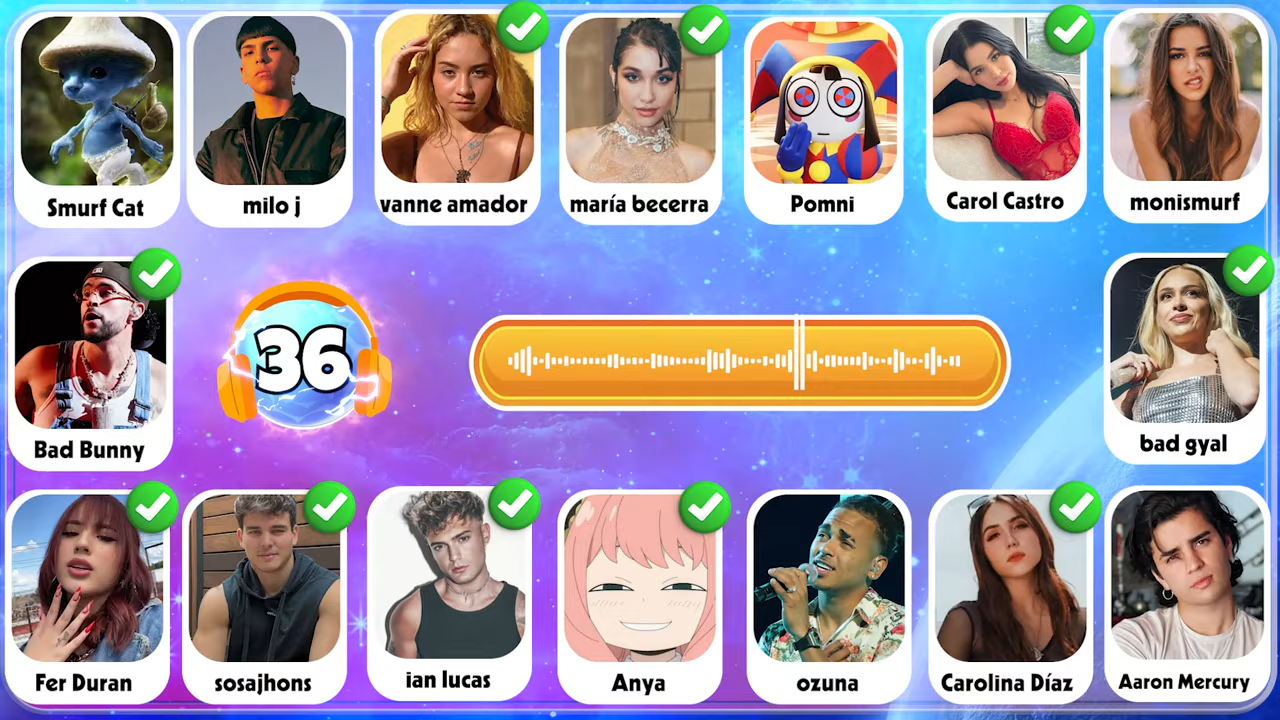 Smurf Cat
milo j
vanne amador
maría becerra
Pomni
Carol Castro
monismurf
Bad Bunny
36
bad gyal
Fer Duran
sosajhons
ian lucas
Anya
ozuna
Carolina Díaz
Aaron Mercury